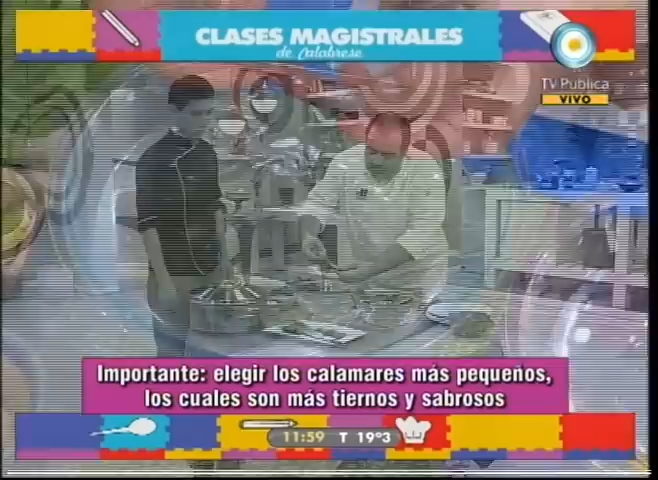 CLASES MAGISTRALES
de Calabrese
TV Pública
VIVO
Importante: elegir los calamares más pequeños,
los cuales son más tiernos y sabrosos
11:59 T 19°3